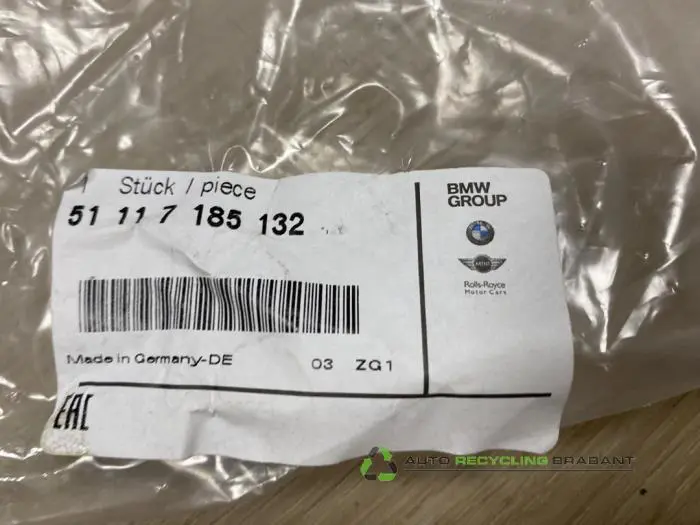 1 Stück / piece
51 11 7 185 132
Made in Germany-DE 03 ZG1
EAC
BMW
GROUP
MINI
Rolls-Royce
Motor Cars
AUTO RECYCLING BRABANT